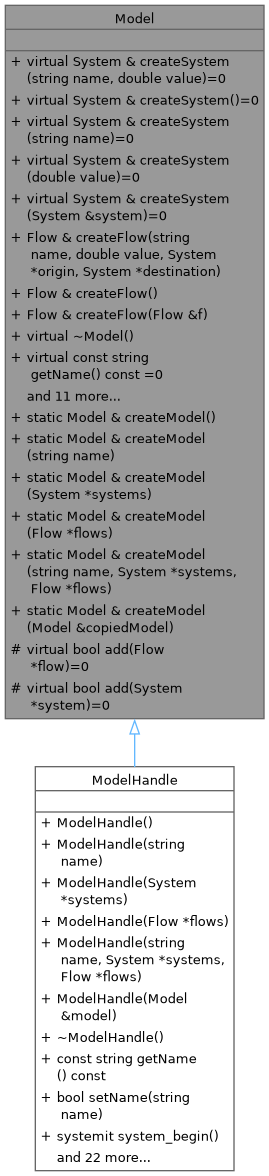 Model
+ virtual System & createSystem
(string name, double value)=0
+ virtual System & createSystem()=0
+ virtual System & createSystem
(string name)=0
+ virtual System & createSystem
(double value)=0
+ virtual System & createSystem
(System &system)=0
+ Flow & createFlow(string
name, double value, System
*origin, System *destination)
+ Flow & createFlow()
+ Flow & createFlow(Flow &f)
+ virtual ~Model()
+ virtual const string
getName() const =0
and 11 more...
+ static Model & createModel()
+ static Model & createModel
(string name)
+ static Model & createModel
(System *systems)
+ static Model & createModel
(Flow *flows)
+ static Model & createModel
(string name, System *systems,
Flow *flows)
+ static Model & createModel
(Model &copiedModel)
# virtual bool add(Flow
*flow)=0
# virtual bool add(System
*system)=0
ModelHandle
+ ModelHandle()
+ ModelHandle(string
name)
+ ModelHandle(System
*systems)
+ ModelHandle(Flow *flows)
+ ModelHandle(string
name, System *systems,
Flow *flows)
+ ModelHandle(Model
&model)
+ ~ModelHandle()
+ const string getName
() const
+ bool setName(string
name)
+ systemit system_begin()
and 22 more...